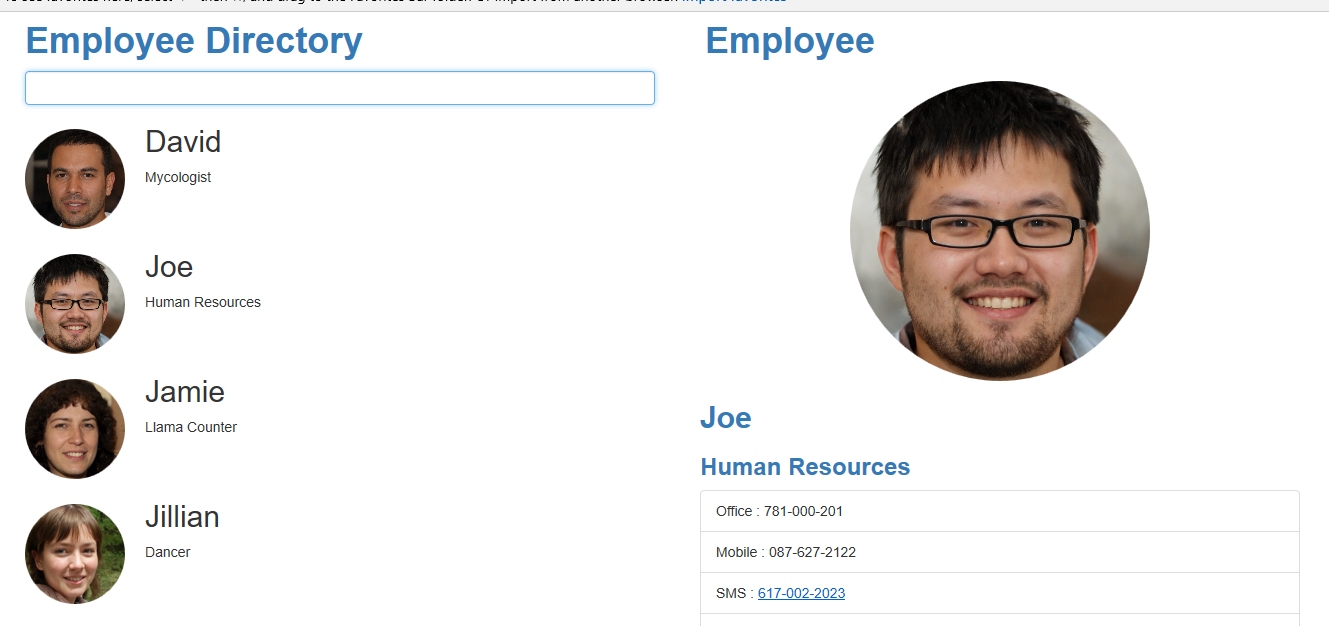 Employee Directory
David
Mycologist
Joe
Human Resources
Jamie
Llama Counter
Jillian
Dancer
Employee
Joe
Human Resources
Office : 781-000-201
Mobile : 087-627-2122
SMS : 617-002-2023